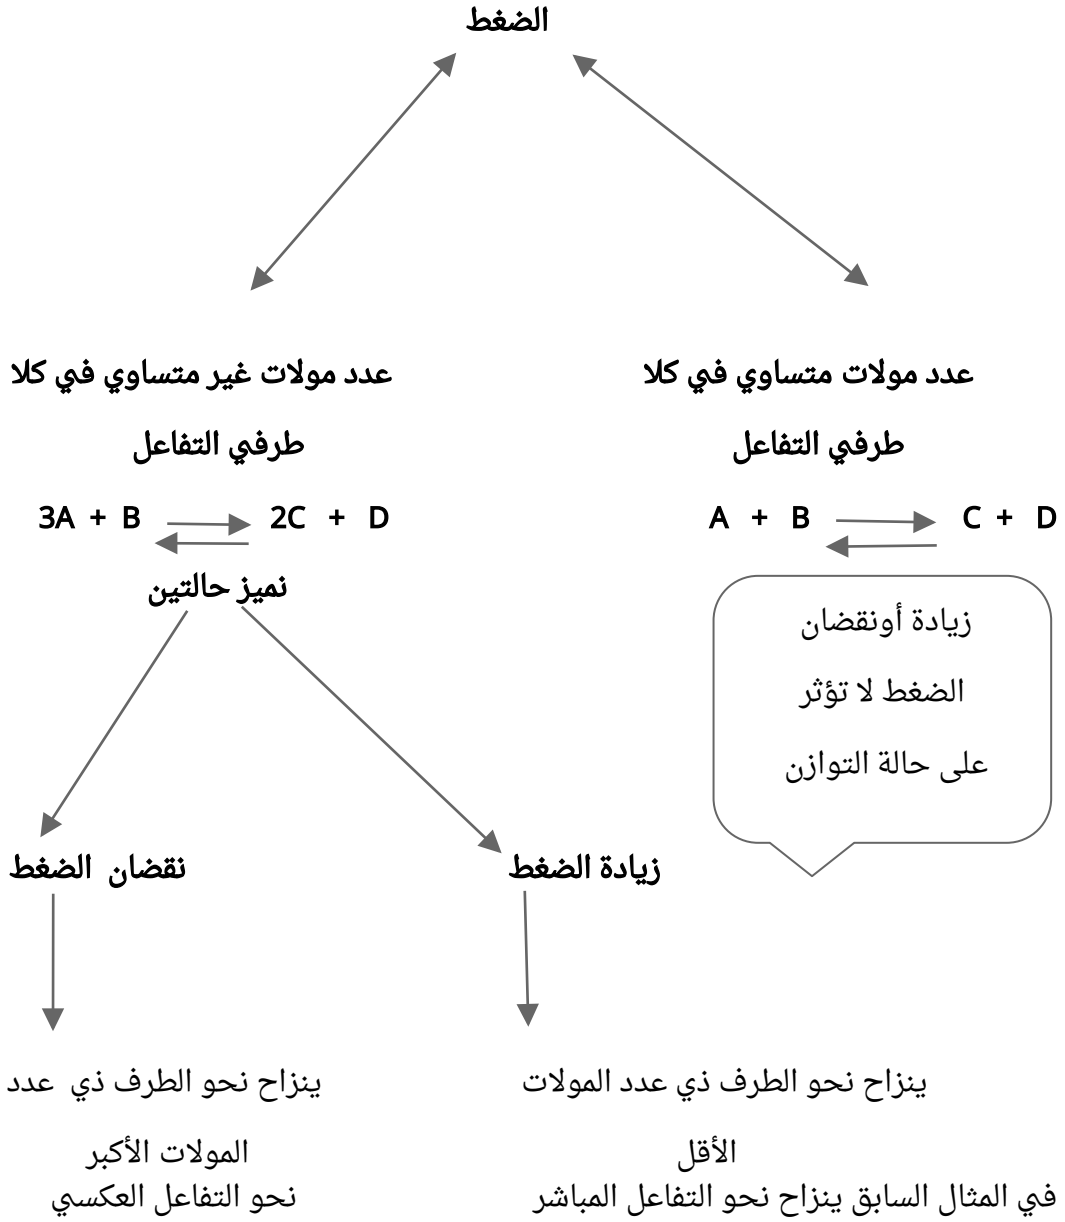 الضغط
عدد مولات متساوي في كلا
طرفي التفاعل
A + B C + D
زيادة أونقضان
الضغط لا تؤثر
على حالة التوازن
عدد مولات غير متساوي في كلا
طرفي التفاعل
3A + B 2C + D
نميز حالتين
زيادة الضغط
ينزاح نحو الطرف ذي عدد المولات
الأقل
في المثال السابق ينزاح نحو التفاعل المباشر
نقضان الضغط
ينزاح نحو الطرف ذي عدد
المولات الأكبر
نحو التفاعل العكسي